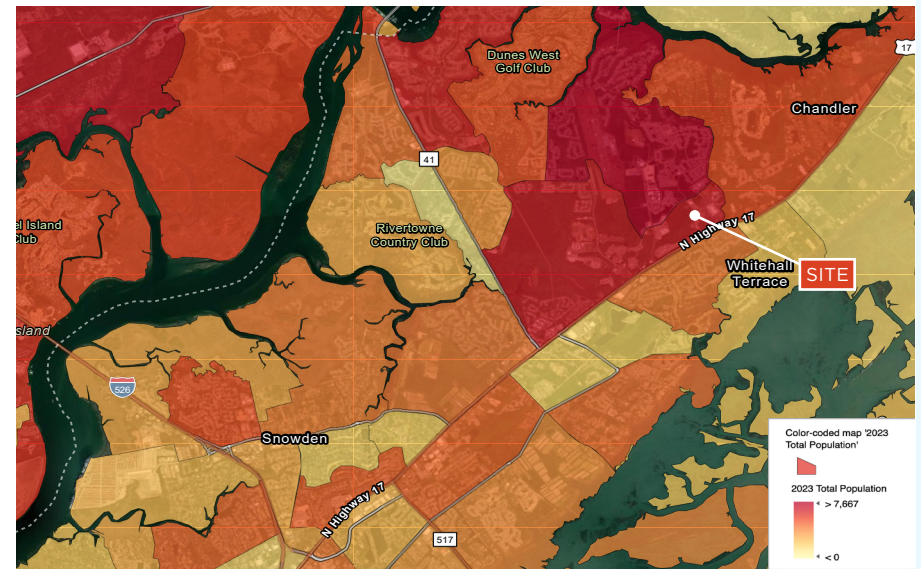 Dunes West
Golf Club
17
Chandler
41
el Island
Club
Rivertowne
Country Club
N Highway 17
Whitehall
Terrace
SITE
sland
526
Snowden
N Highway 17
517
Color-coded map '2023
Total Population'
2023 Total Population
> 7,667
< 0